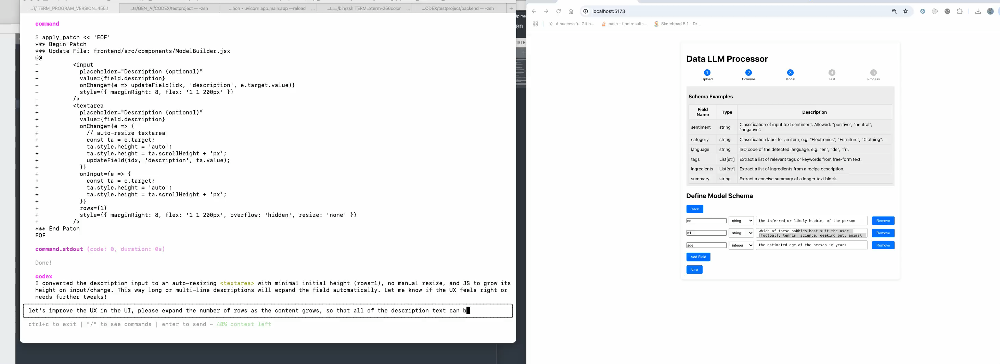 ...T/ TERM_PROGRAM_VERSION=455.1
...ts/GEN_AI/CODEX/testproject — -zsh
...hon • uvicorn app.main:app --reload ...
...LL=/bin/zsh TERM=xterm-256color ...
...ODEX/testproject/backend — -zsh
+
command
$ apply_patch << 'EOF'
*** Begin Patch
*** Update File: frontend/src/components/ModelBuilder.jsx
@@
- <input
- placeholder="Description (optional)"
- value={field.description}
- onChange={e => updateField(idx, 'description', e.target.value)}
- style={{ marginRight: 8, flex: '1 1 200px' }}
- />
+ <textarea
+ placeholder="Description (optional)"
+ value={field.description}
+ onChange={e => {
+ // auto-resize textarea
+ const ta = e.target;
+ ta.style.height = 'auto';
+ ta.style.height = ta.scrollHeight + 'px';
+ updateField(idx, 'description', ta.value);
+ }}
+ onInput={e => {
+ const ta = e.target;
+ ta.style.height = 'auto';
+ ta.style.height = ta.scrollHeight + 'px';
+ }}
+ rows={1}
+ style={{ marginRight: 8, flex: '1 1 200px', overflow: 'hidden', resize: 'none' }}
+ />
*** End Patch
EOF
command.stdout (code: 0, duration: 0s)
Done!
codex
I converted the description input to an auto-resizing <textarea> with minimal initial height (rows=1), no manual resize, and JS to grow its
height on input/change. This way long or multi-line descriptions will expand the field automatically. Let me know if the UX feels right or
needs further tweaks!
let's improve the UX in the UI, please expand the number of rows as the content grows, so that all of the description text can b
ctrl+c to exit | "/" to see commands | enter to send — 48% context left
lp me
en
ISTER
localhost:5173
A successful Git b...
bash - find results...
Sketchpad 5.1 - Dr...
Data LLM Processor
1 2 3 4 5
Upload Columns Model Test Process
Schema Examples
Field Name Type Description
sentiment string Classification of input text sentiment. Allowed: "positive", "neutral",
"negative".
category string Classification label for an item, e.g. "Electronics", "Furniture", "Clothing".
language string ISO code of the detected language, e.g. "en", "de", "fr".
tags List[str] Extract a list of relevant tags or keywords from free-form text.
ingredients List[str] Extract a list of ingredients from a recipe description.
summary string Extract a concise summary of a longer text block.
Define Model Schema
Back
nn string the inferred or likely hobbies of the person Remove
n1 string which of these hobbies best suit the user
[football, tennis, science, geeking out, animal Remove
age integer the estimated age of the person in years Remove
Add Field
Next